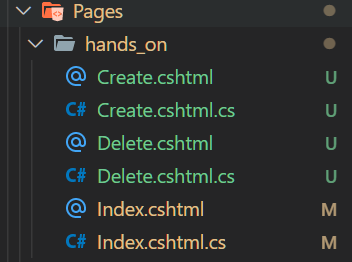 Pages
hands_on
Create.cshtml U
C# Create.cshtml.cs U
Delete.cshtml U
C# Delete.cshtml.cs U
Index.cshtml M
C# Index.cshtml.cs M